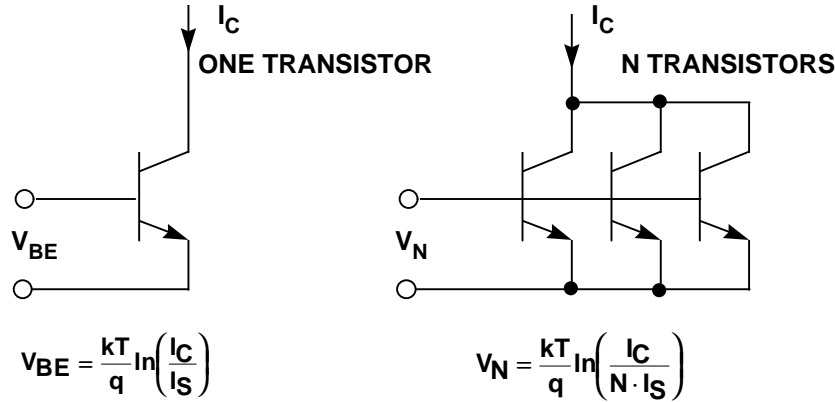 I_C I_C
ONE TRANSISTOR N TRANSISTORS
V_BE V_N
V_BE = kT/q ln(I_C/I_S) V_N = kT/q ln(I_C/(N · I_S))